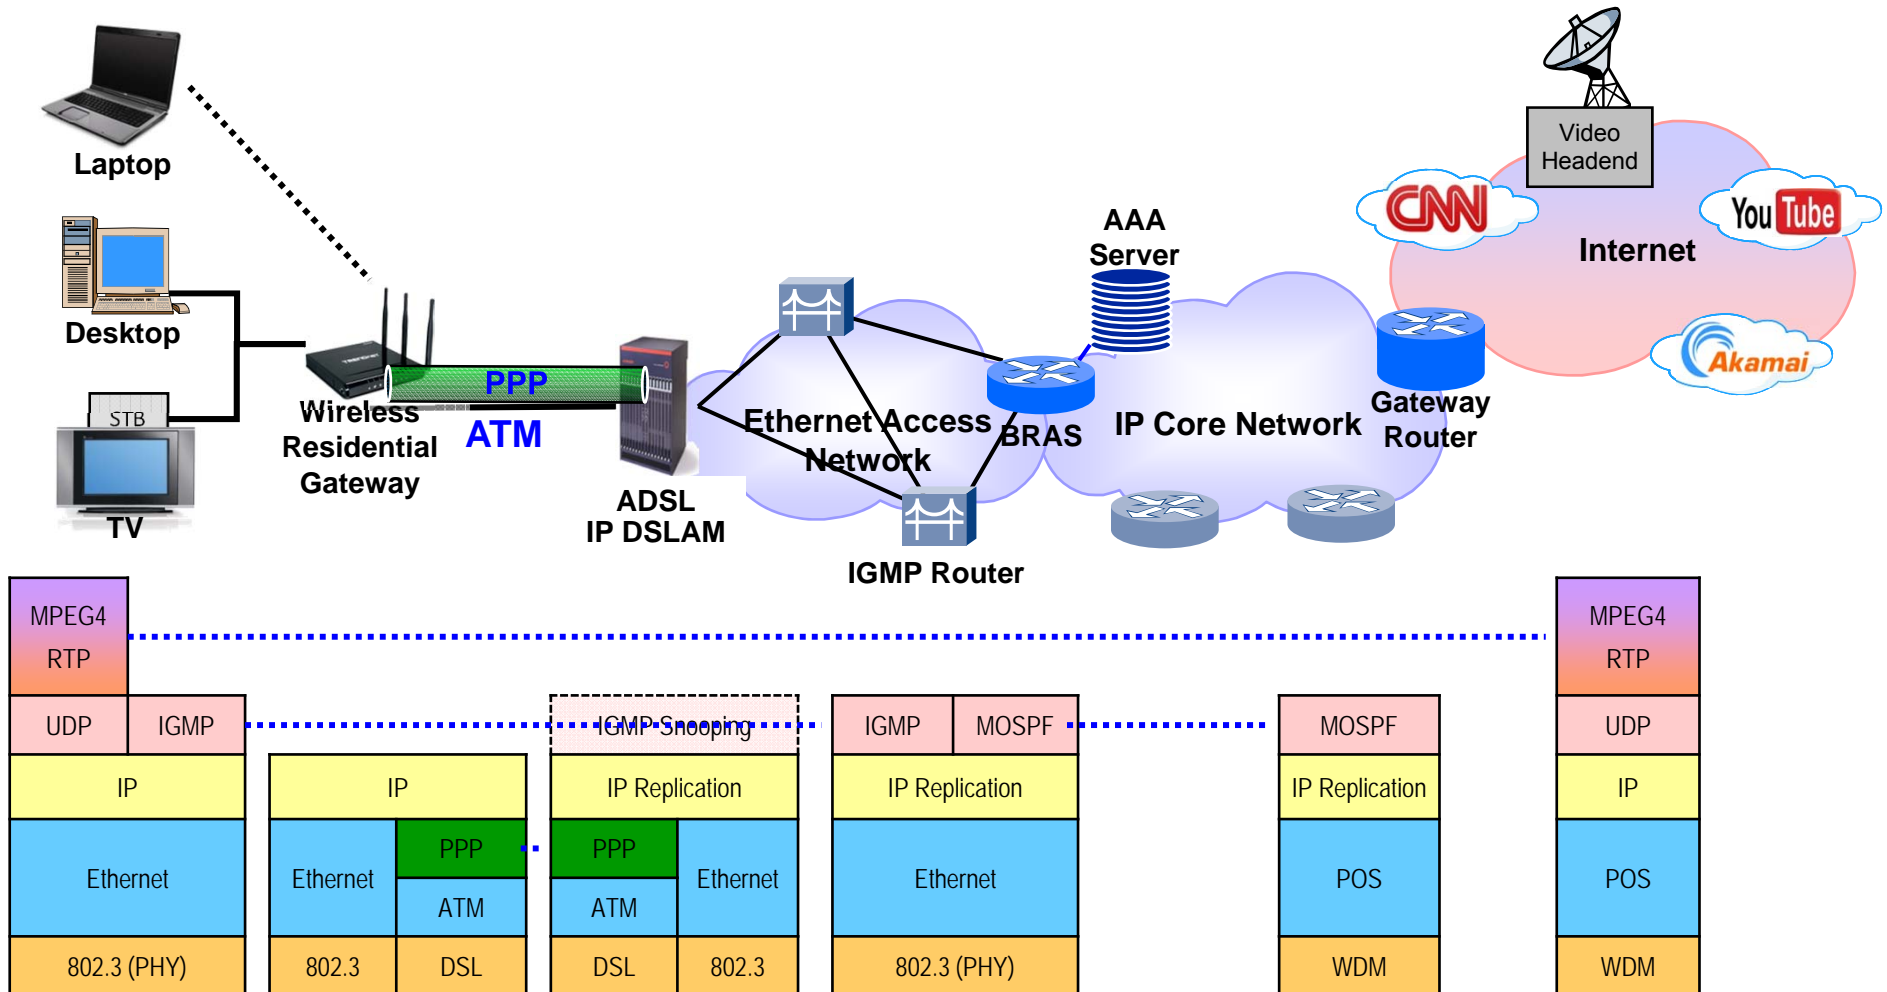 Laptop
Desktop
STB
TV
Wireless
Residential
Gateway
PPP
ATM
ADSL
IP DSLAM
Ethernet Access
Network
IGMP Router
BRAS
AAA
Server
IP Core Network
Gateway
Router
Video
Headend
CNN
You Tube
Internet
Akamai
MPEG4
RTP
UDP
IGMP
IP
Ethernet
802.3 (PHY)
IP
Ethernet
PPP
ATM
802.3
DSL
IGMP Snooping
IP Replication
PPP
ATM
Ethernet
DSL
802.3
IGMP
MOSPF
IP Replication
Ethernet
802.3 (PHY)
MOSPF
IP Replication
POS
WDM
MPEG4
RTP
UDP
IP
POS
WDM